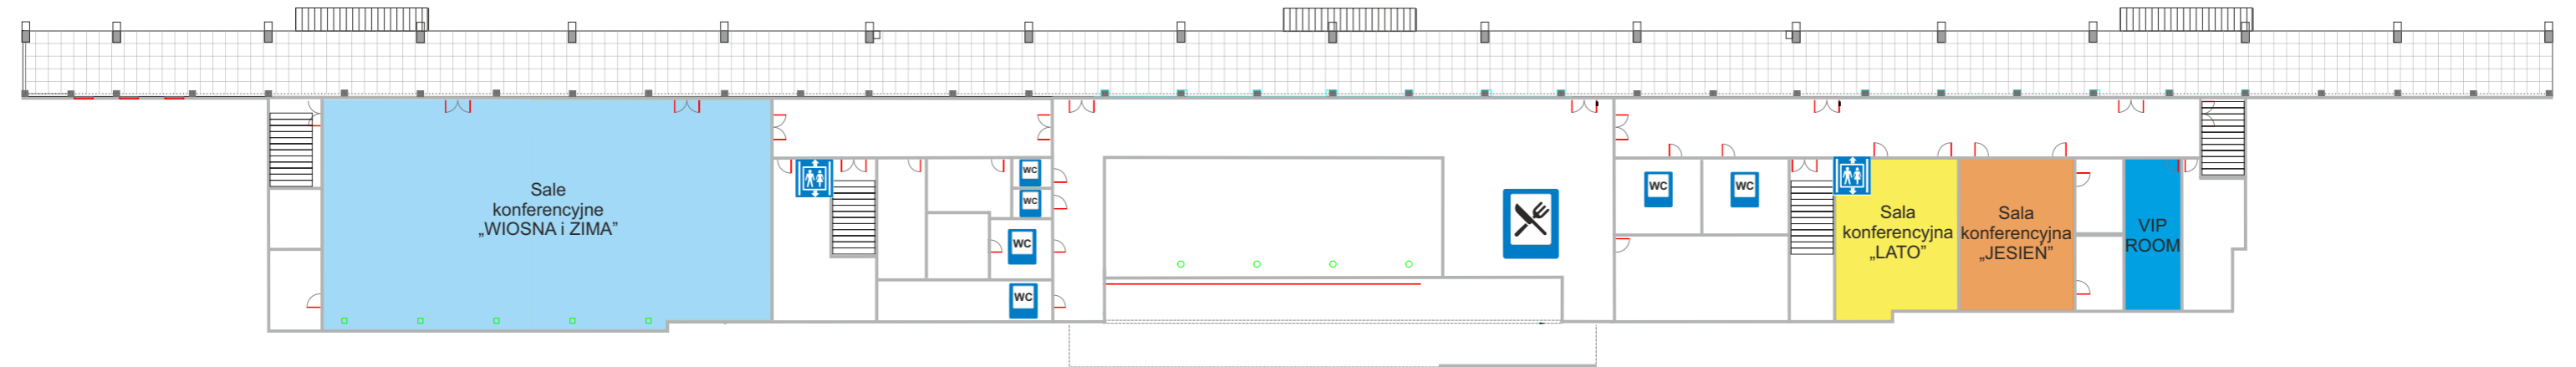 Sale
konferencyjne
„WIOSNA i ZIMA”
WC
WC
WC
WC
WC
WC
Sala
konferencyjna
„LATO”
Sala
konferencyjna
„JESIEŃ”
VIP
ROOM